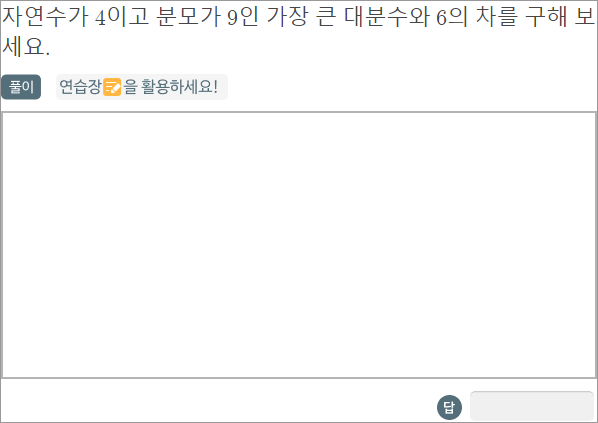 자연수가 4이고 분모가 9인 가장 큰 대분수와 6의 차를 구해 보
세요.
풀이 연습장을 활용하세요!
답